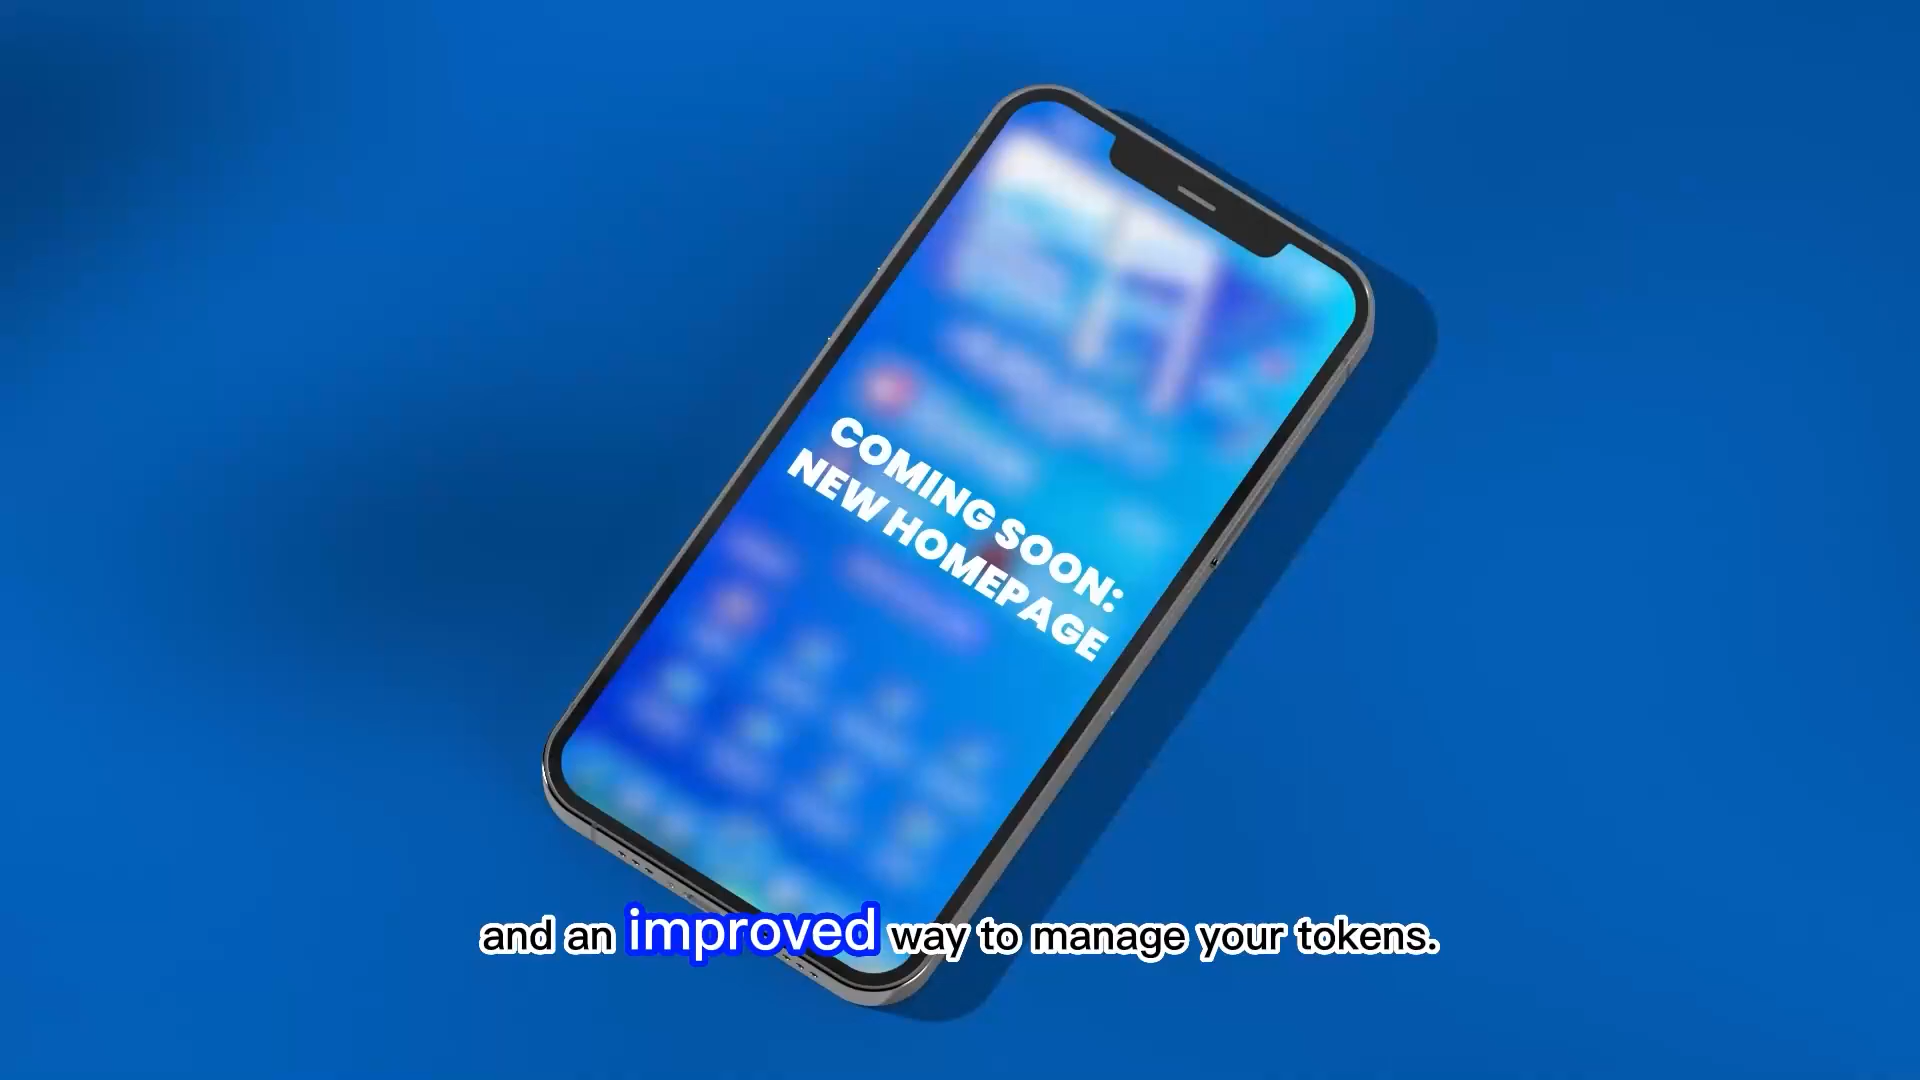 COMING SOON:
NEW HOMEPAGE
and an improved way to manage your tokens.